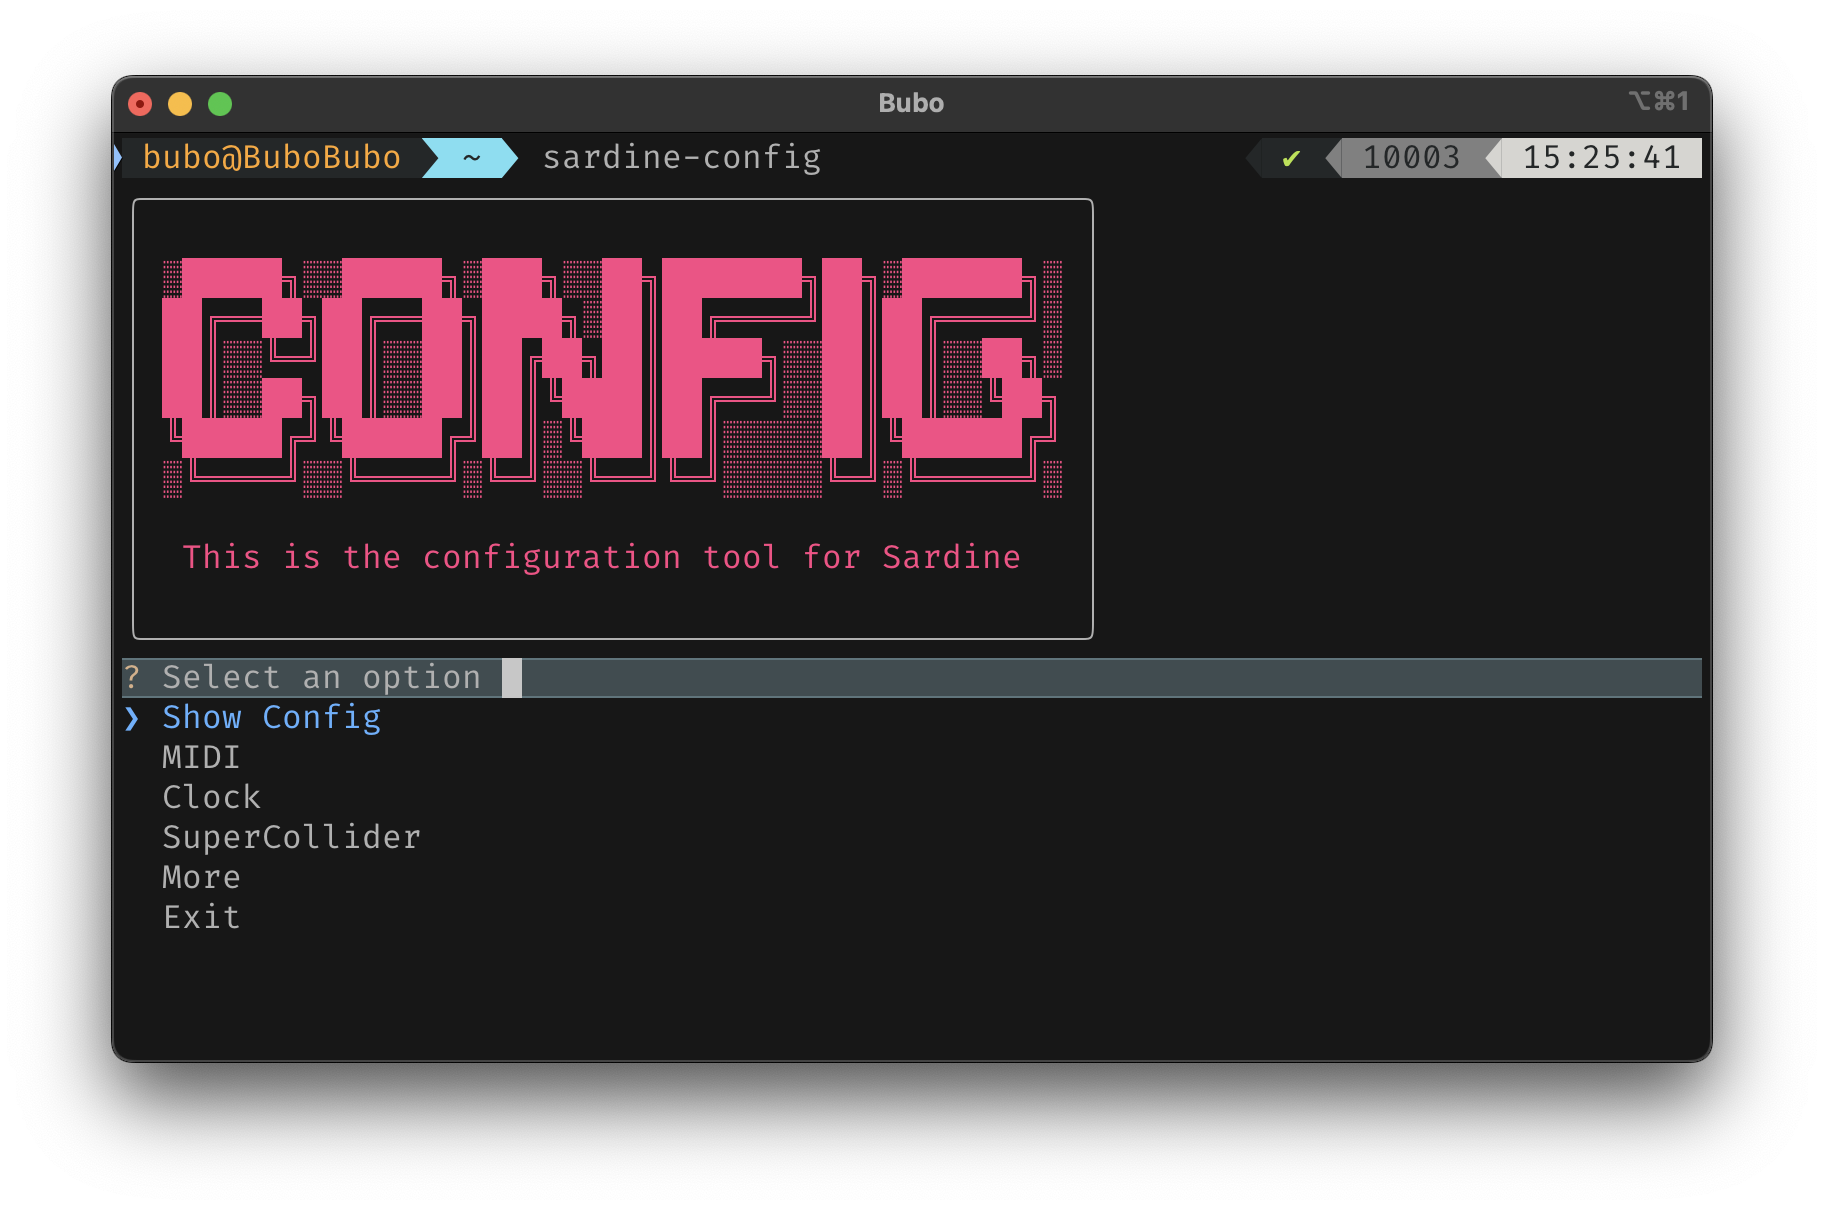 Bubo
⌥⌘1
bubo@BuboBubo ~ sardine-config ✔ 10003 15:25:41
CONFIG
This is the configuration tool for Sardine
? Select an option
❯ Show Config
MIDI
Clock
SuperCollider
More
Exit